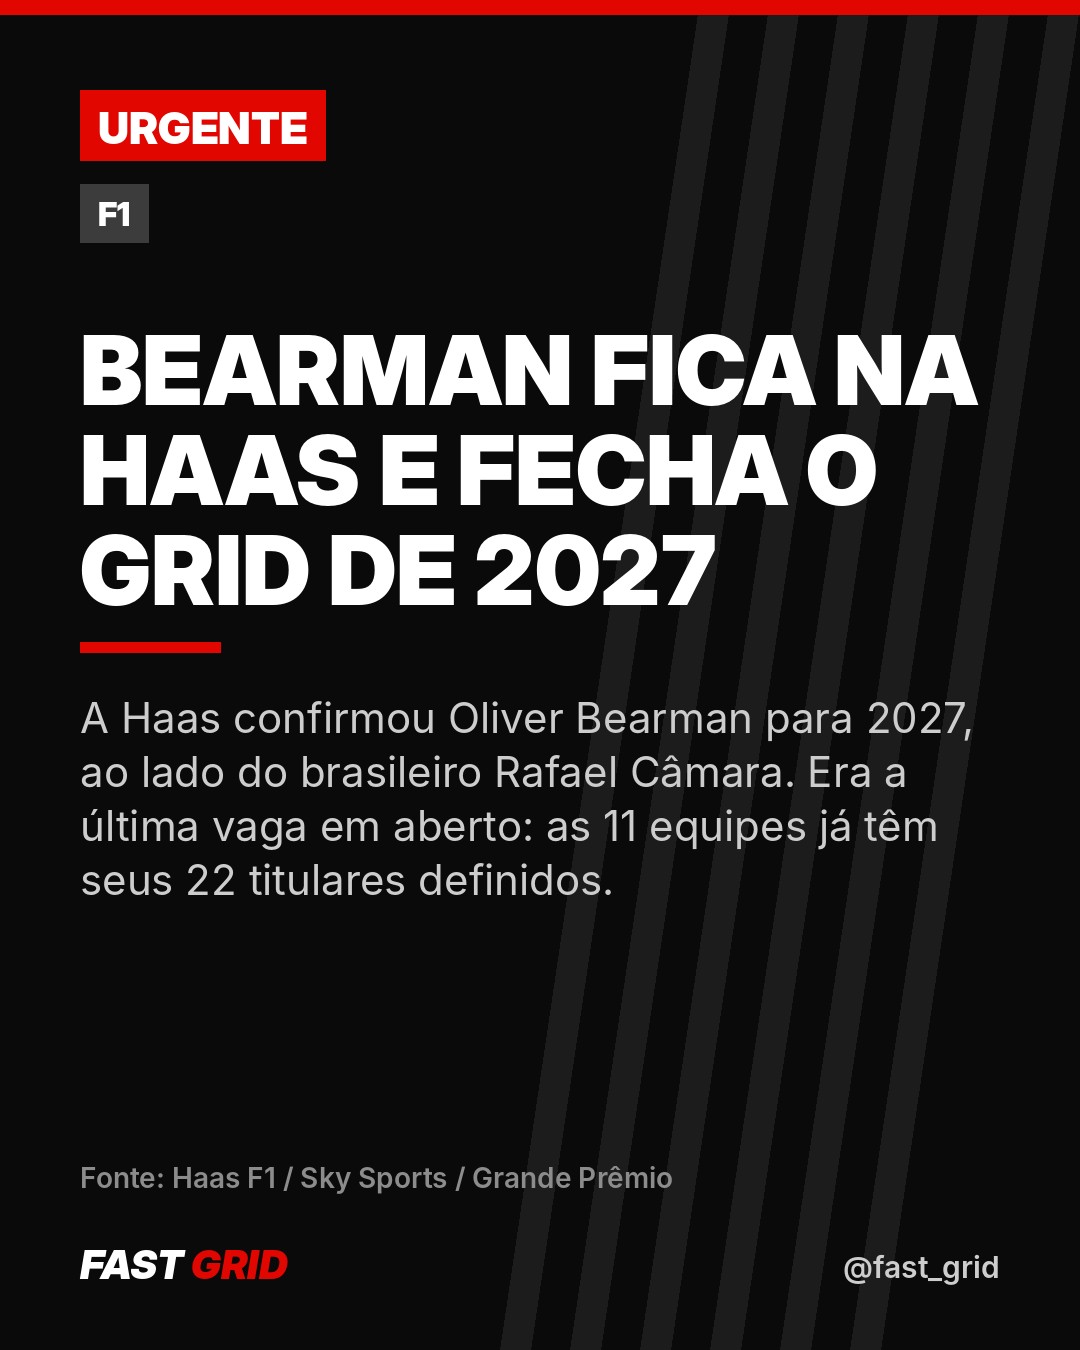 URGENTE
F1
BEARMAN FICA NA
HAAS E FECHA O
GRID DE 2027
A Haas confirmou Oliver Bearman para 2027,
ao lado do brasileiro Rafael Câmara. Era a
última vaga em aberto: as 11 equipes já têm
seus 22 titulares definidos.
Fonte: Haas F1 / Sky Sports / Grande Prêmio
FAST GRID
@fast_grid